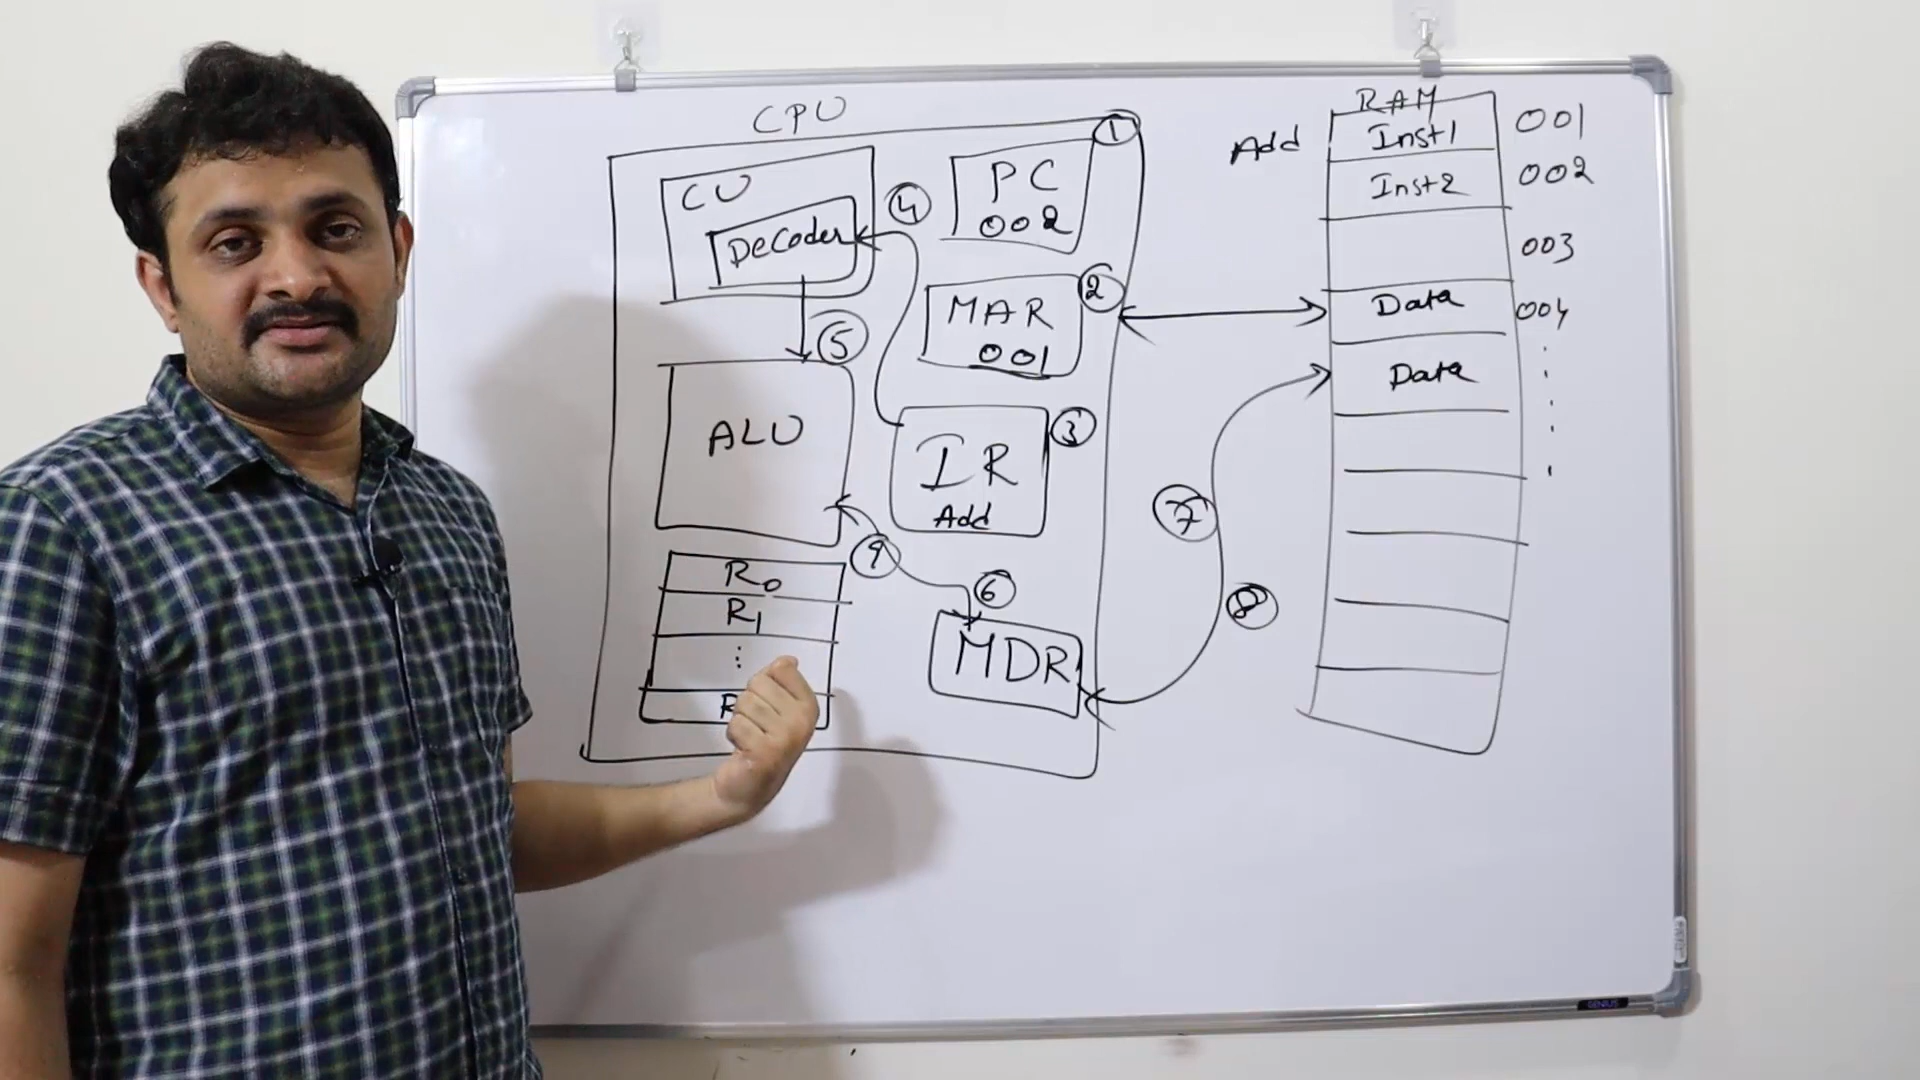 CPU
RAM
Add
Inst1
001
Inst2
002
003
Data
004
Data
CU
Decoder
PC
002
1
MAR
001
2
IR
Add
3
4
5
ALU
R0
R1
⋮
R
9
6
MDR
7
8
GENIUS